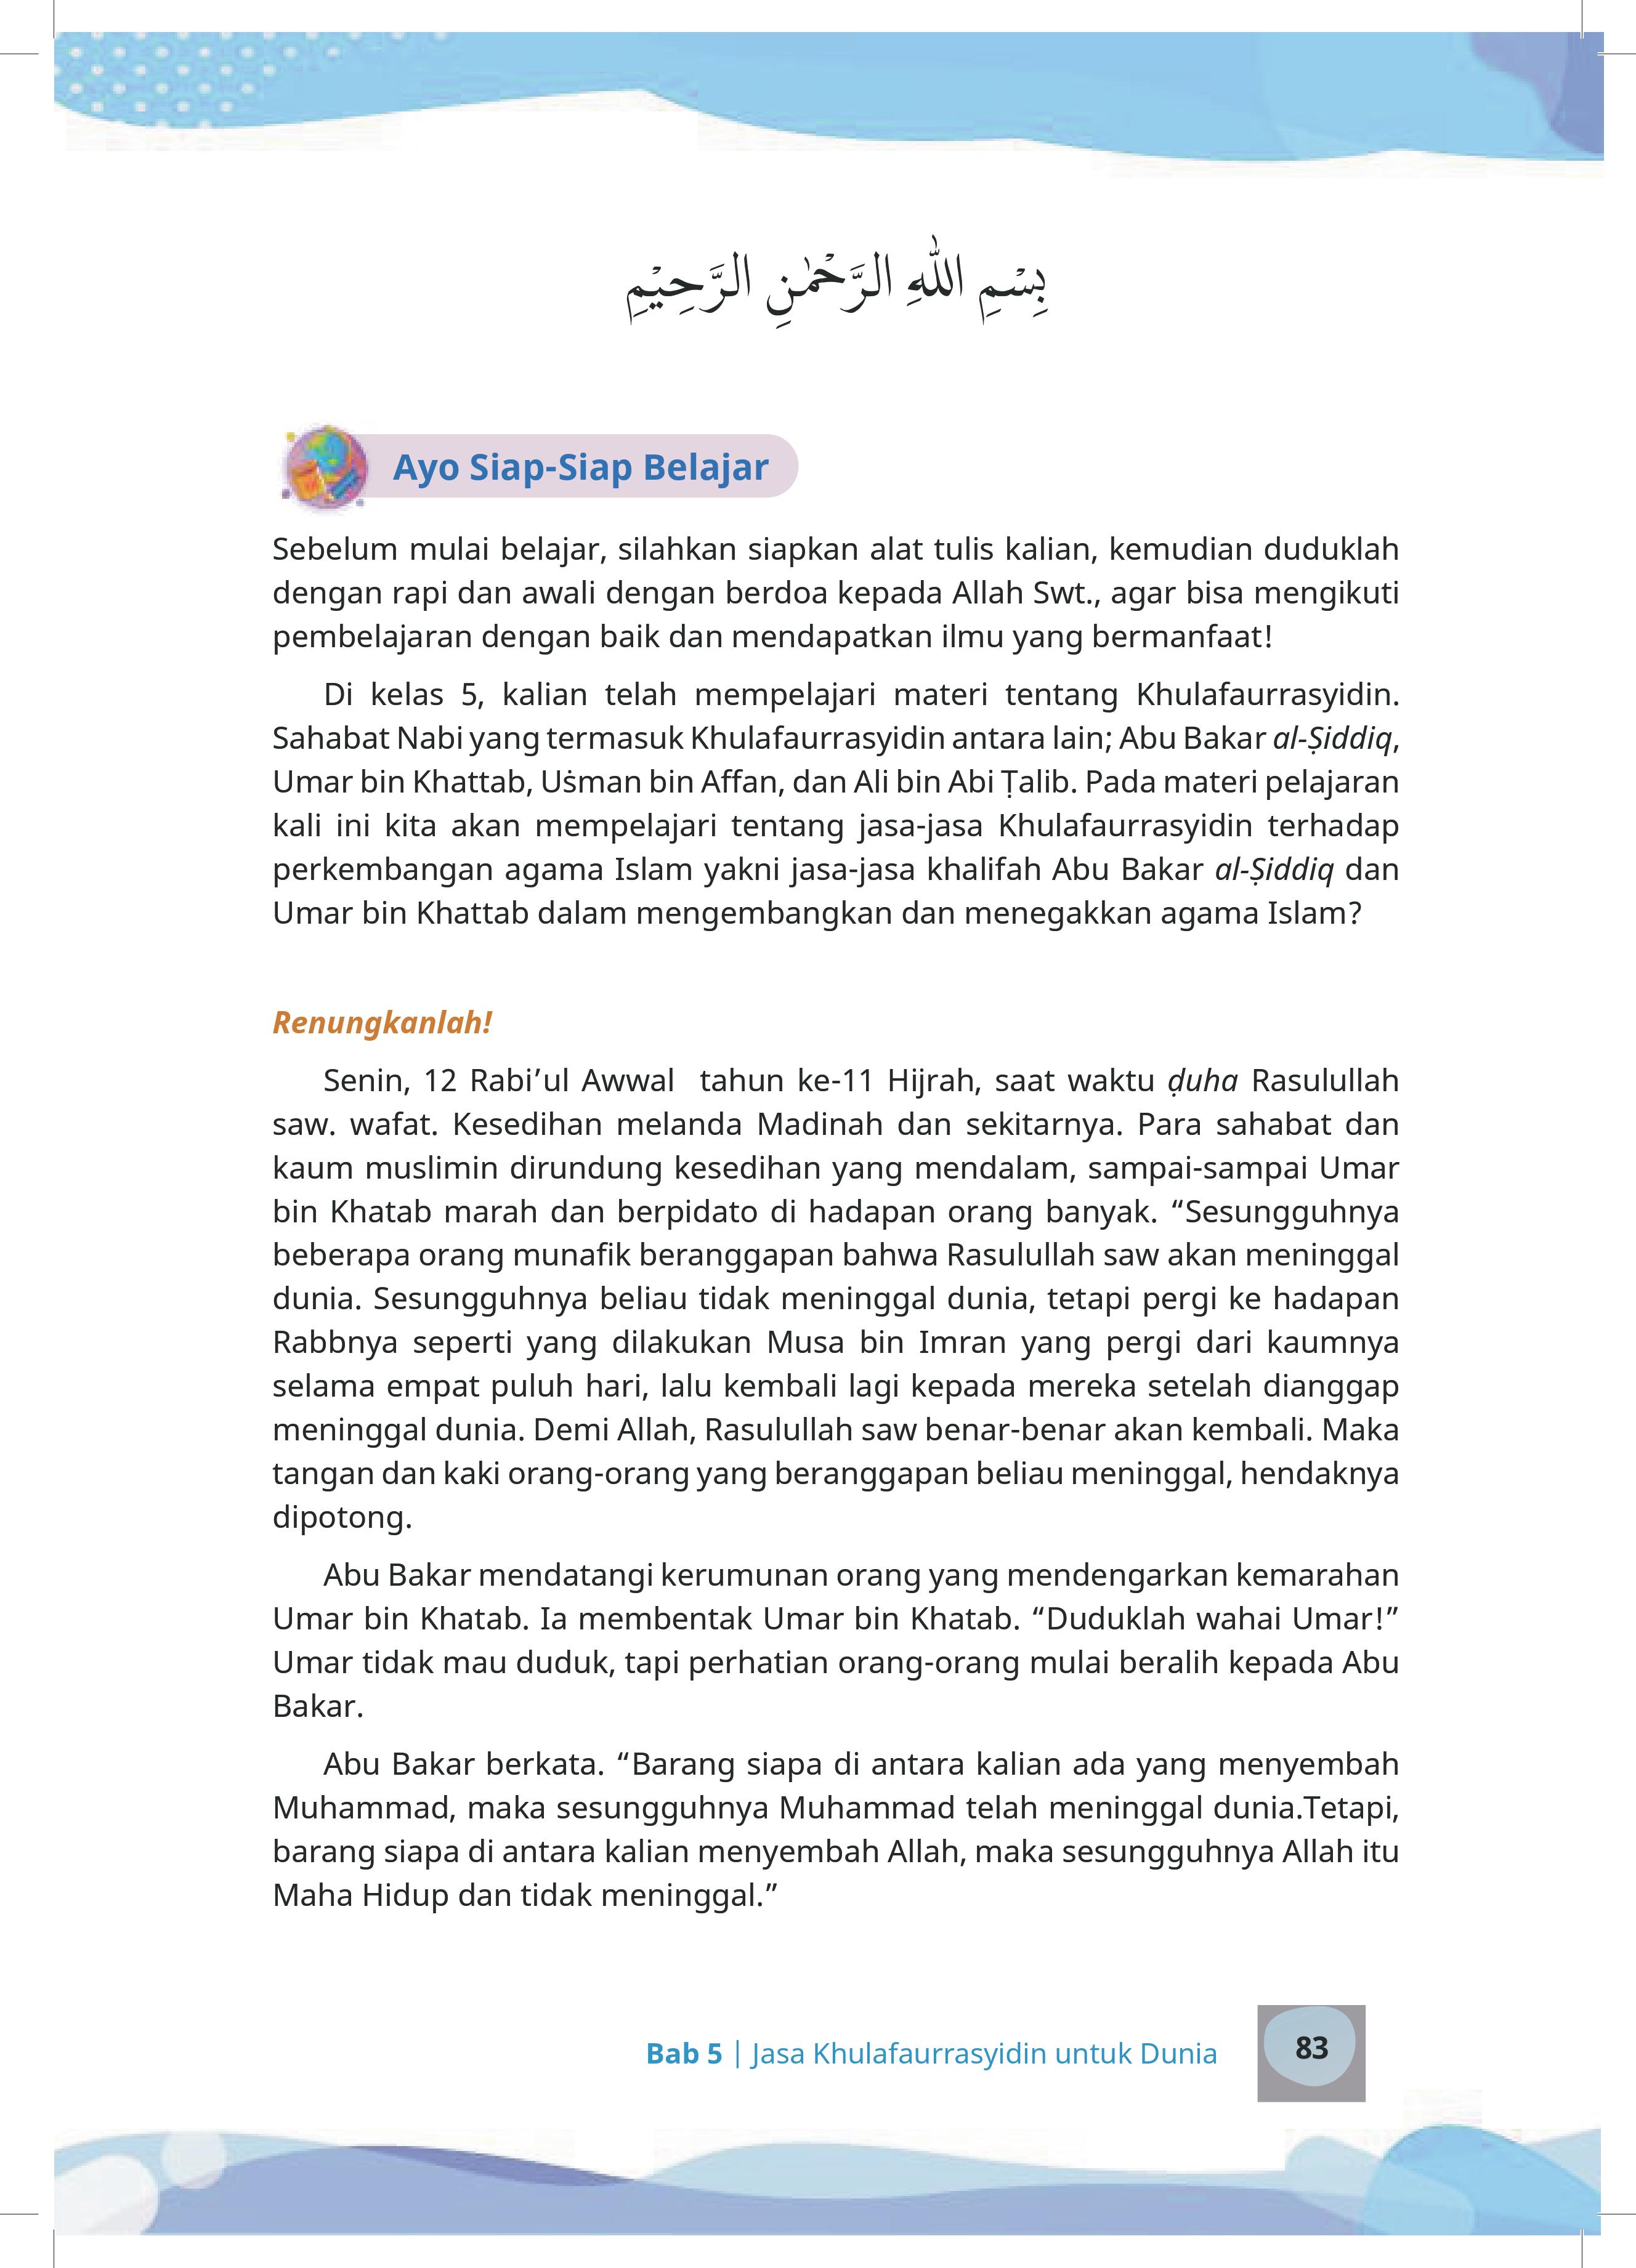 بِسْمِ اللّٰهِ الرَّحْمٰنِ الرَّحِيْمِ
Ayo Siap-Siap Belajar
Sebelum mulai belajar, silahkan siapkan alat tulis kalian, kemudian duduklah
dengan rapi dan awali dengan berdoa kepada Allah Swt., agar bisa mengikuti
pembelajaran dengan baik dan mendapatkan ilmu yang bermanfaat!
Di kelas 5, kalian telah mempelajari materi tentang Khulafaurrasyidin.
Sahabat Nabi yang termasuk Khulafaurrasyidin antara lain; Abu Bakar al-Ṣiddiq,
Umar bin Khattab, Uṡman bin Affan, dan Ali bin Abi Ṭalib. Pada materi pelajaran
kali ini kita akan mempelajari tentang jasa-jasa Khulafaurrasyidin terhadap
perkembangan agama Islam yakni jasa-jasa khalifah Abu Bakar al-Ṣiddiq dan
Umar bin Khattab dalam mengembangkan dan menegakkan agama Islam?
Renungkanlah!
Senin, 12 Rabi’ul Awwal tahun ke-11 Hijrah, saat waktu ḍuha Rasulullah
saw. wafat. Kesedihan melanda Madinah dan sekitarnya. Para sahabat dan
kaum muslimin dirundung kesedihan yang mendalam, sampai-sampai Umar
bin Khatab marah dan berpidato di hadapan orang banyak. “Sesungguhnya
beberapa orang munafik beranggapan bahwa Rasulullah saw akan meninggal
dunia. Sesungguhnya beliau tidak meninggal dunia, tetapi pergi ke hadapan
Rabbnya seperti yang dilakukan Musa bin Imran yang pergi dari kaumnya
selama empat puluh hari, lalu kembali lagi kepada mereka setelah dianggap
meninggal dunia. Demi Allah, Rasulullah saw benar-benar akan kembali. Maka
tangan dan kaki orang-orang yang beranggapan beliau meninggal, hendaknya
dipotong.
Abu Bakar mendatangi kerumunan orang yang mendengarkan kemarahan
Umar bin Khatab. Ia membentak Umar bin Khatab. “Duduklah wahai Umar!”
Umar tidak mau duduk, tapi perhatian orang-orang mulai beralih kepada Abu
Bakar.
Abu Bakar berkata. “Barang siapa di antara kalian ada yang menyembah
Muhammad, maka sesungguhnya Muhammad telah meninggal dunia.Tetapi,
barang siapa di antara kalian menyembah Allah, maka sesungguhnya Allah itu
Maha Hidup dan tidak meninggal.”
Bab 5 | Jasa Khulafaurrasyidin untuk Dunia
83